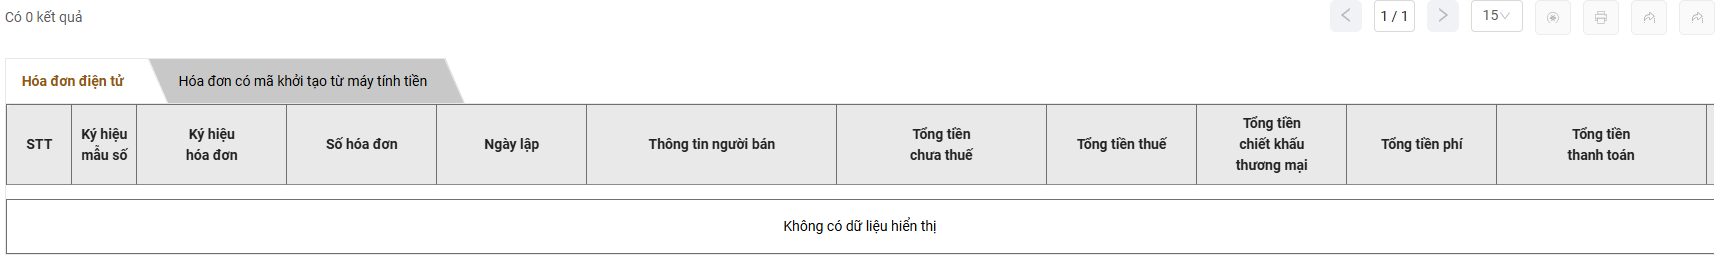 Có 0 kết quả
1 / 1
15
Hóa đơn điện tử
Hóa đơn có mã khởi tạo từ máy tính tiền
STT
Ký hiệu
mẫu số
Ký hiệu
hóa đơn
Số hóa đơn
Ngày lập
Thông tin người bán
Tổng tiền
chưa thuế
Tổng tiền thuế
Tổng tiền
chiết khấu
thương mại
Tổng tiền phí
Tổng tiền
thanh toán
Không có dữ liệu hiển thị